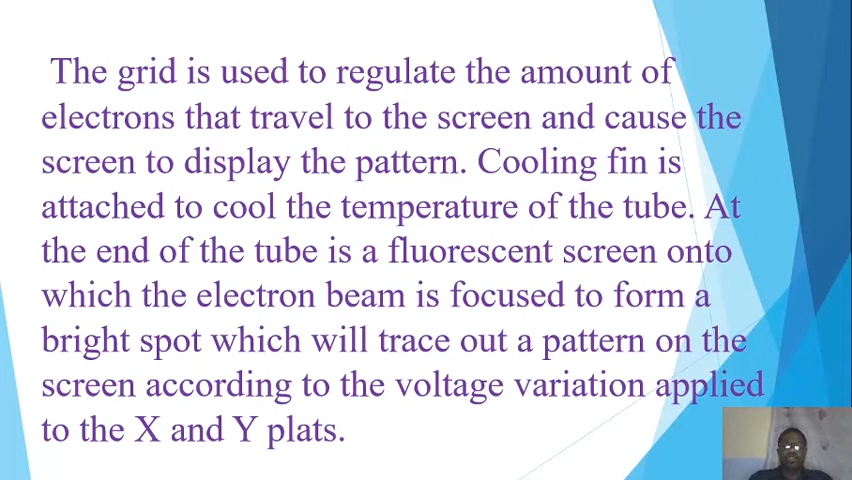 The grid is used to regulate the amount of
electrons that travel to the screen and cause the
screen to display the pattern. Cooling fin is
attached to cool the temperature of the tube. At
the end of the tube is a fluorescent screen onto
which the electron beam is focused to form a
bright spot which will trace out a pattern on the
screen according to the voltage variation applied
to the X and Y plats.